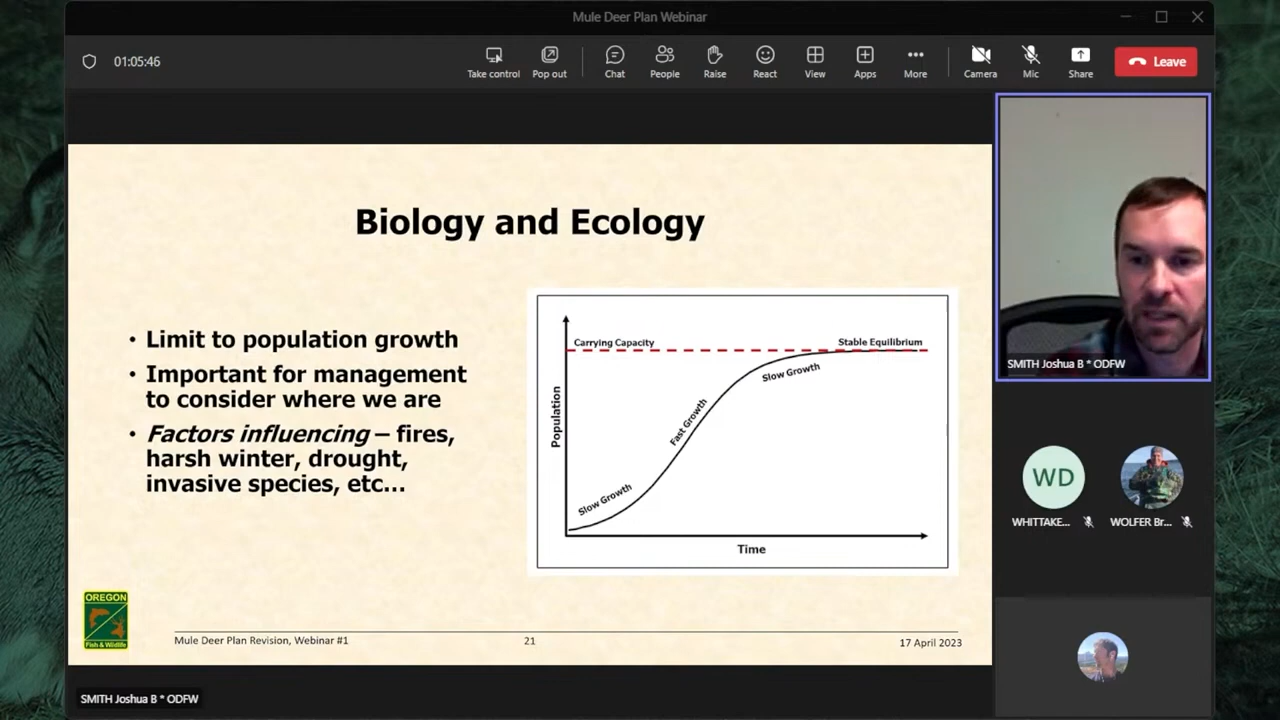 Mule Deer Plan Webinar
01:05:46
Take control
Pop out
Chat
People
Raise
React
View
Apps
More
Camera
Mic
Share
Leave
Biology and Ecology
• Limit to population growth
• Important for management
to consider where we are
• Factors influencing – fires,
harsh winter, drought,
invasive species, etc...
Carrying Capacity
Stable Equilibrium
Slow Growth
Fast Growth
Population
Slow Growth
Time
OREGON
Fish & Wildlife
Mule Deer Plan Revision, Webinar #1
21
17 April 2023
SMITH Joshua B * ODFW
WD
WHITTAKE...
WOLFER Br...
SMITH Joshua B * ODFW